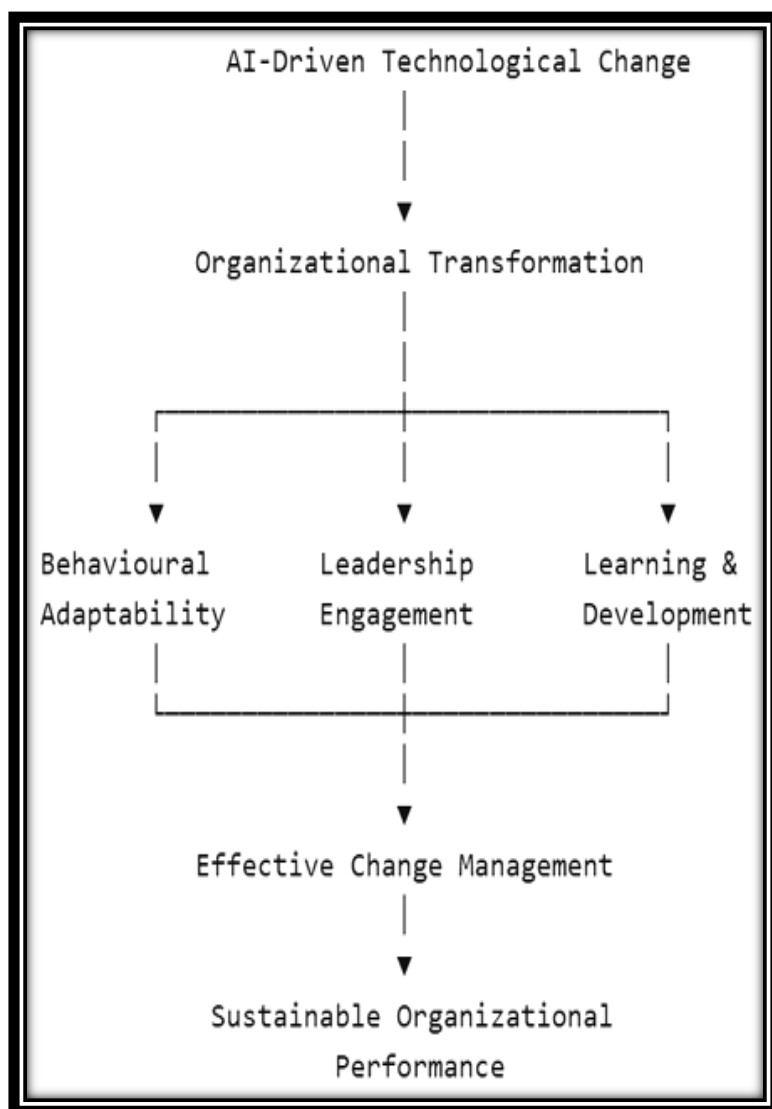 AI-Driven Technological Change
Organizational Transformation
Behavioural Adaptability
Leadership Engagement
Learning & Development
Effective Change Management
Sustainable Organizational
Performance